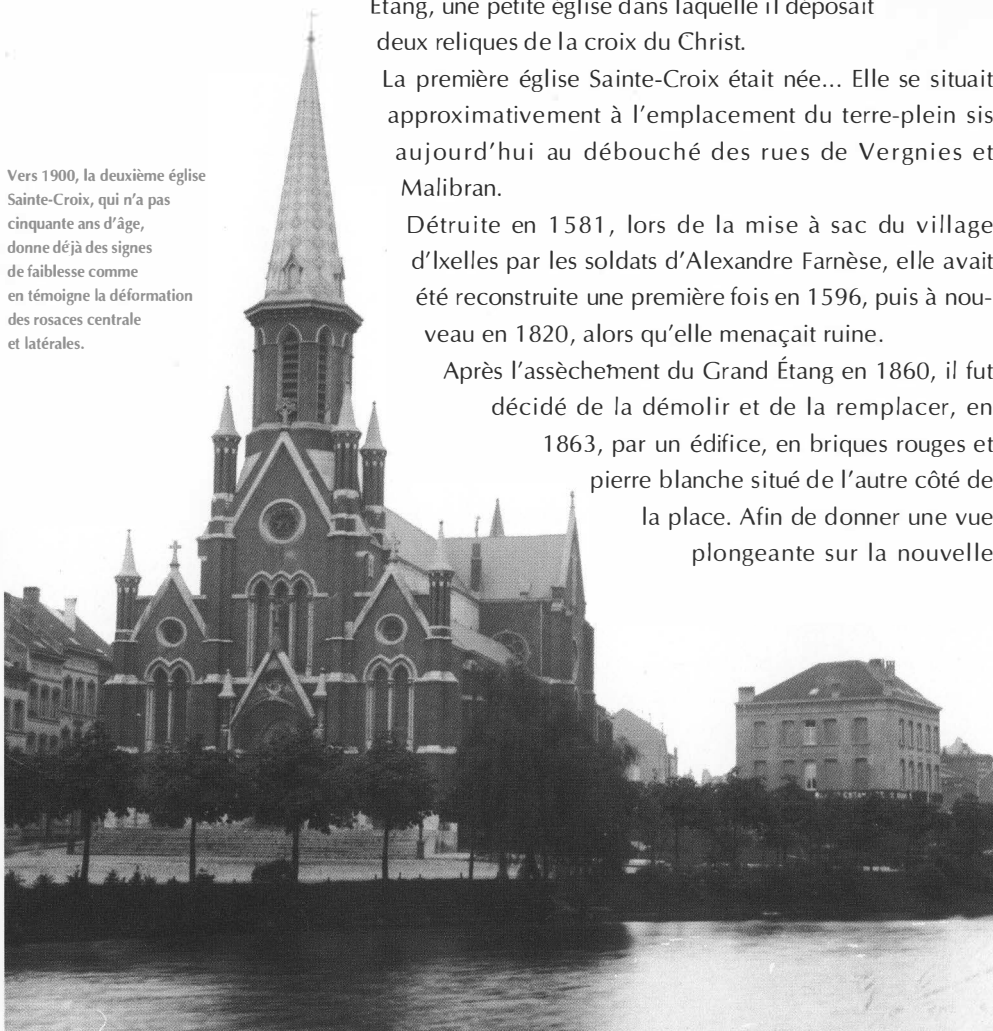 Étang, une petite église dans laquelle il déposait
deux reliques de la croix du Christ.
La première église Sainte-Croix était née... Elle se situait
approximativement à l'emplacement du terre-plein sis
aujourd'hui au débouché des rues de Vergnies et
Malibran.
Détruite en 1581, lors de la mise à sac du village
d'Ixelles par les soldats d'Alexandre Farnèse, elle avait
été reconstruite une première fois en 1596, puis à nou-
veau en 1820, alors qu'elle menaçait ruine.
Après l'assèchement du Grand Étang en 1860, il fut
décidé de la démolir et de la remplacer, en
1863, par un édifice, en briques rouges et
pierre blanche situé de l'autre côté de
la place. Afin de donner une vue
plongeante sur la nouvelle
Vers 1900, la deuxième église
Sainte-Croix, qui n'a pas
cinquante ans d'âge,
donne déjà des signes
de faiblesse comme
en témoigne la déformation
des rosaces centrale
et latérales.